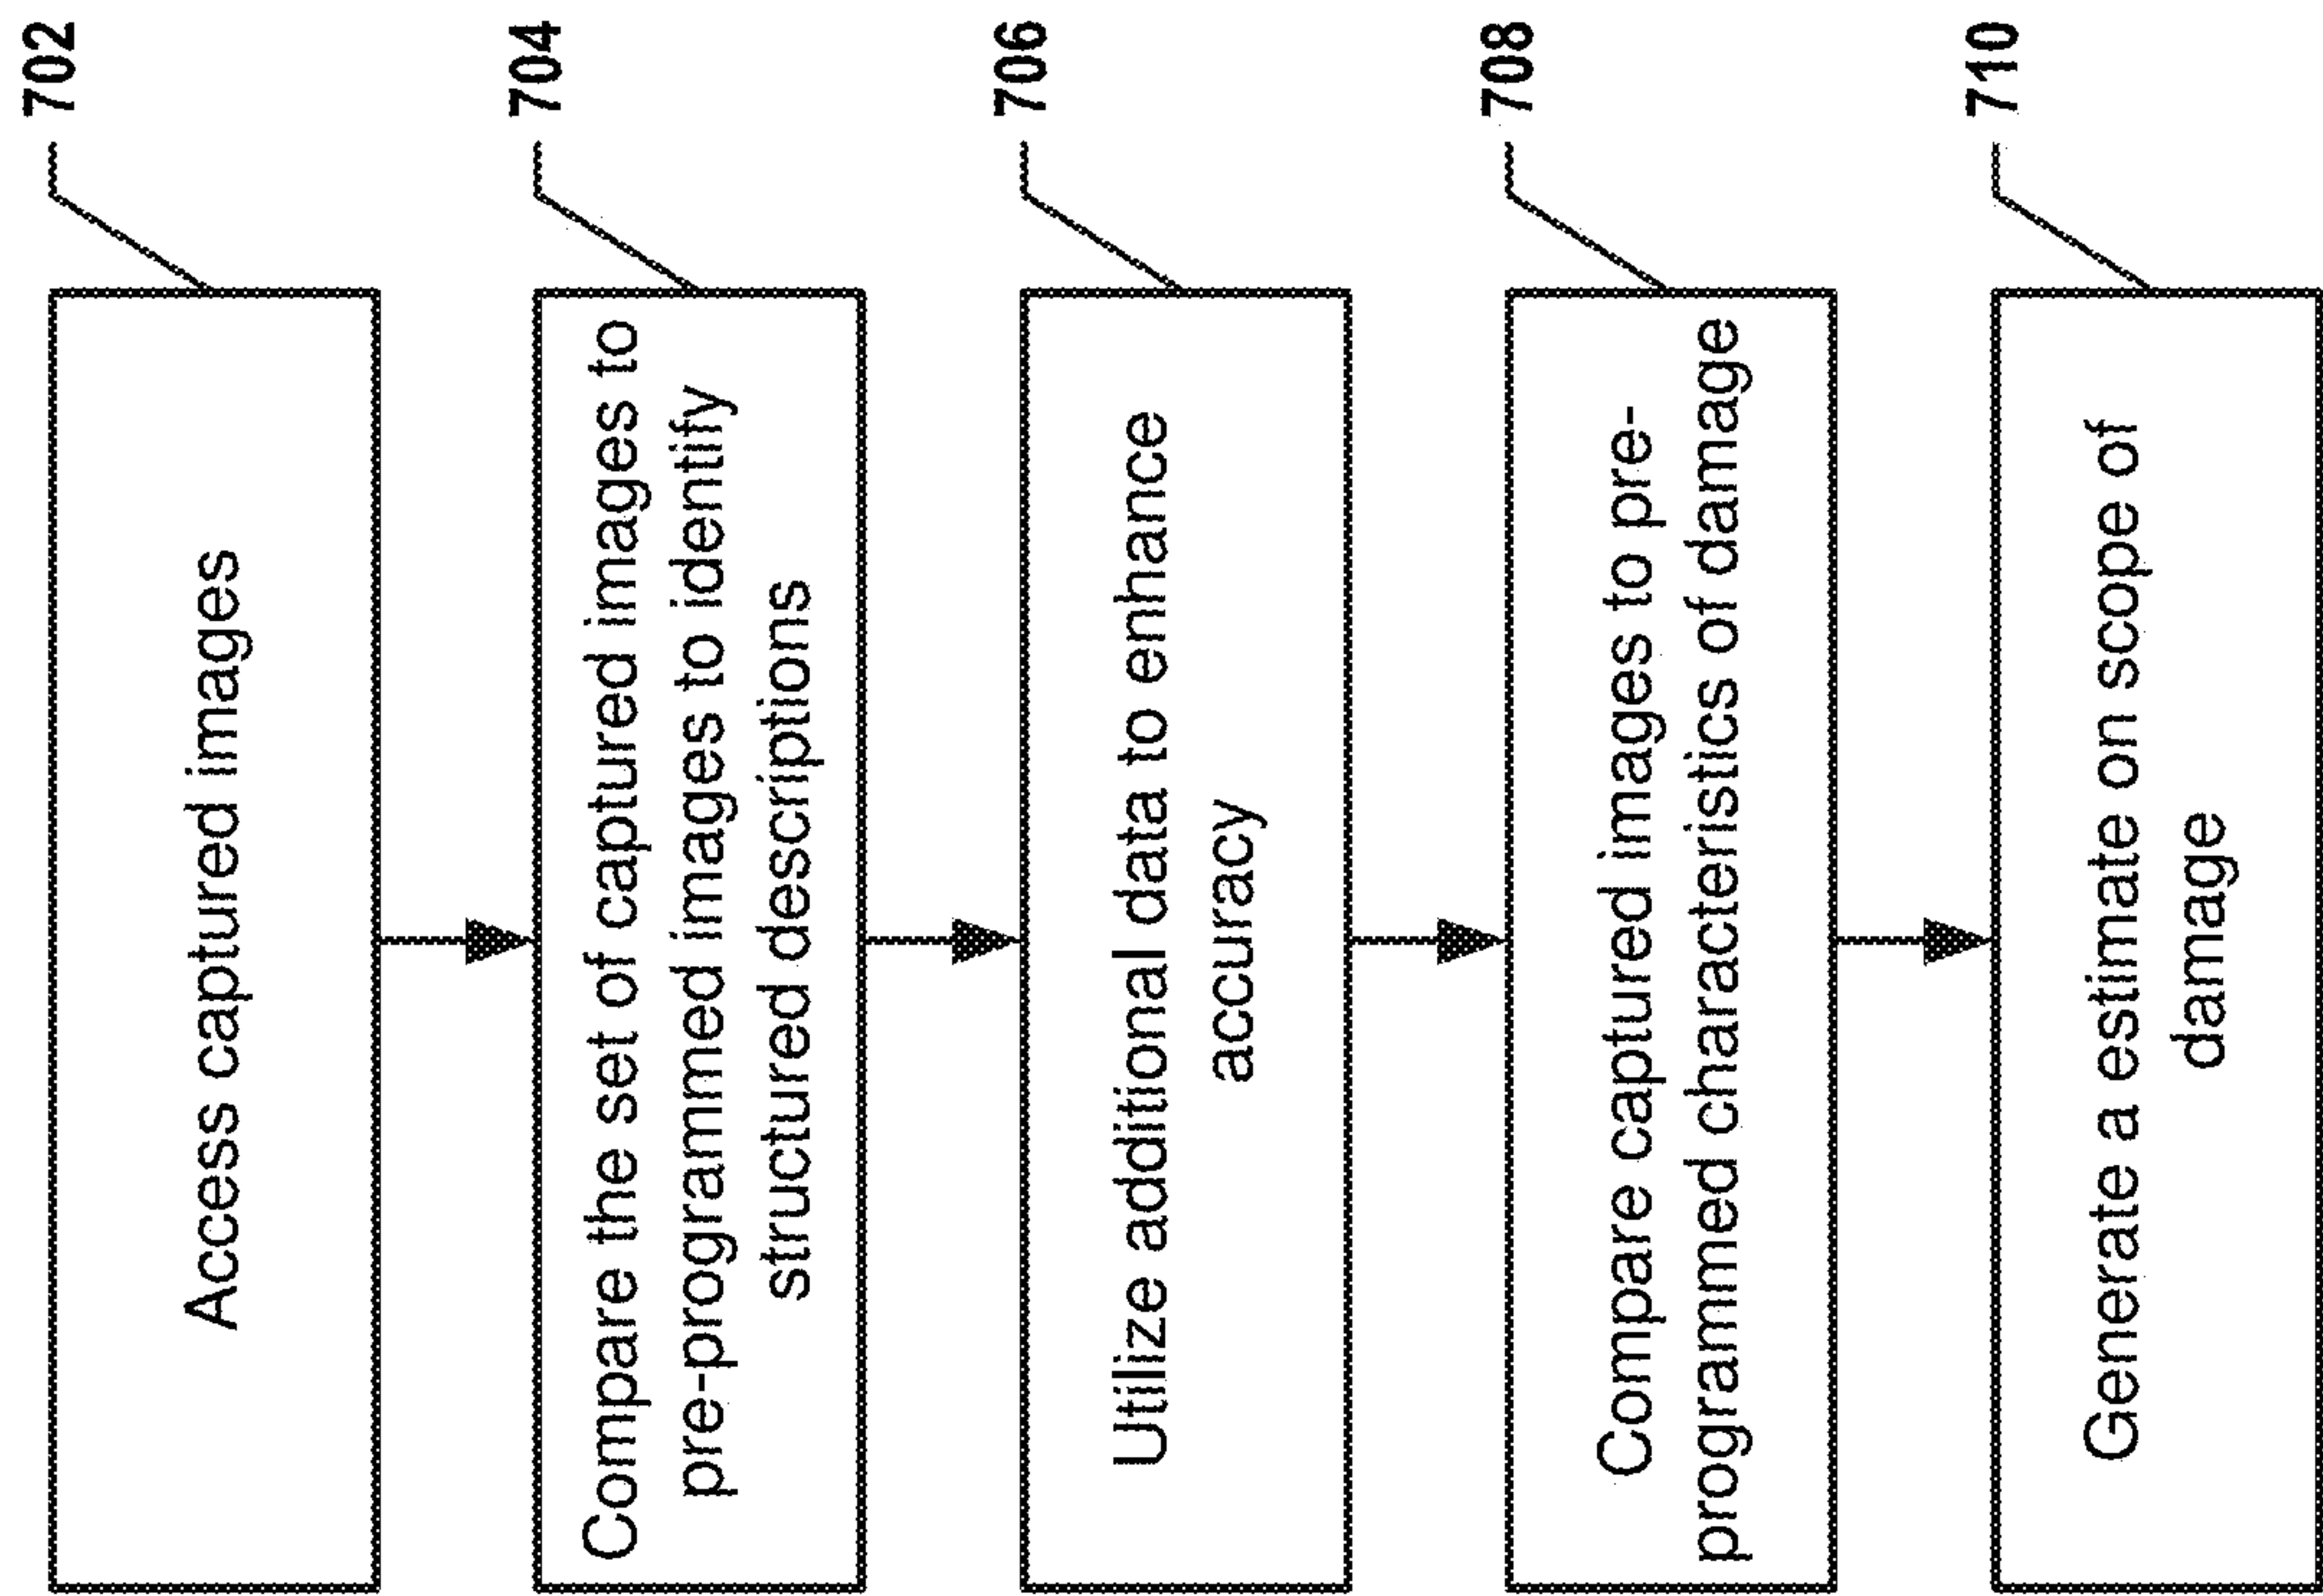 702
Access captured images
704
Compare the set of captured images to
pre-programmed images to identify
structured descriptions
706
Utilize additional data to enhance
accuracy
708
Compare captured images to pre-
programmed characteristics of damage
710
Generate a estimate on scope of
damage